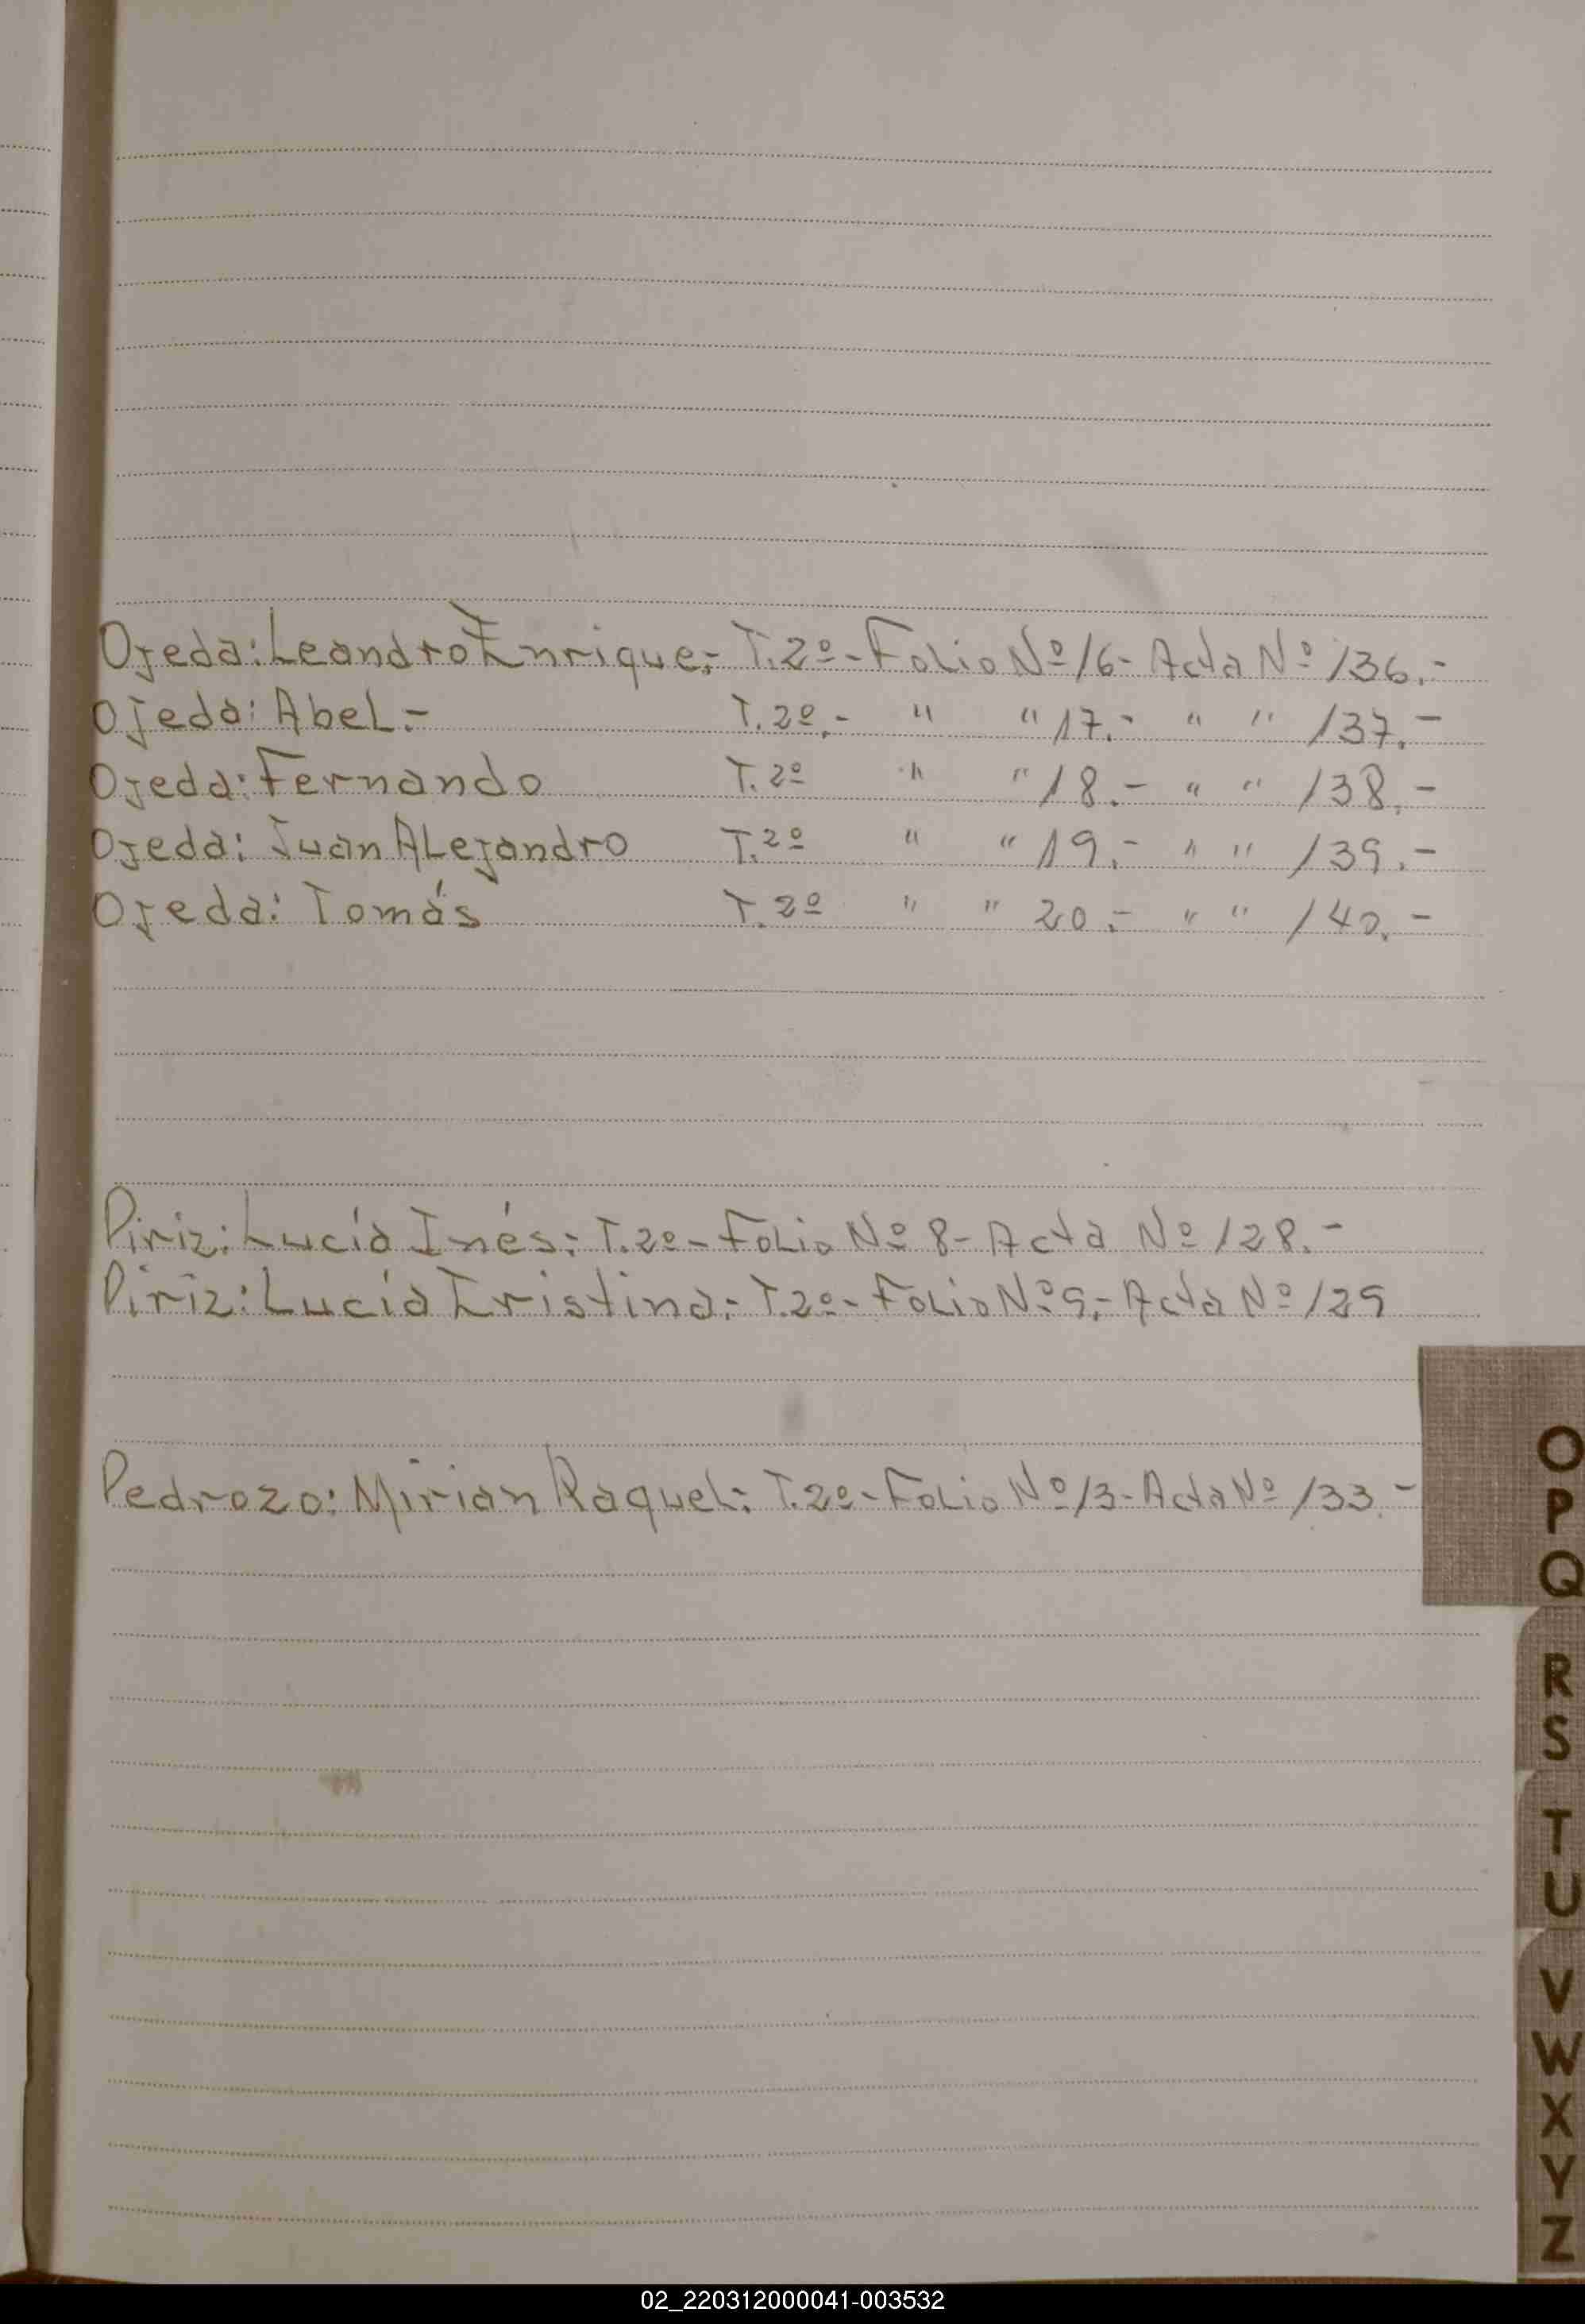 Ojeda: Leandro Enrique.- T.2º- Folio Nº 16- Acta Nº 136.-
Ojeda: Abel.- T.2º.- " " 17.- " " 137.-
Ojeda: Fernando T.2º " " 18.- " " 138.-
Ojeda: Juan Alejandro T.2º " " 19.- " " 139.-
Ojeda: Tomás T.2º " " 20.- " " 140.-
Piriz: Lucía Inés.- T.2º- Folio Nº 8- Acta Nº 128.-
Piriz: Lucía Cristina.- T.2º- Folio Nº 9.- Acta Nº 129
Pedrozo: Mirian Raquel.- T.2º- Folio Nº 13- Acta Nº 133.-
O
P
Q
R
S
T
U
V
W
X
Y
Z
02_220312000041-003532